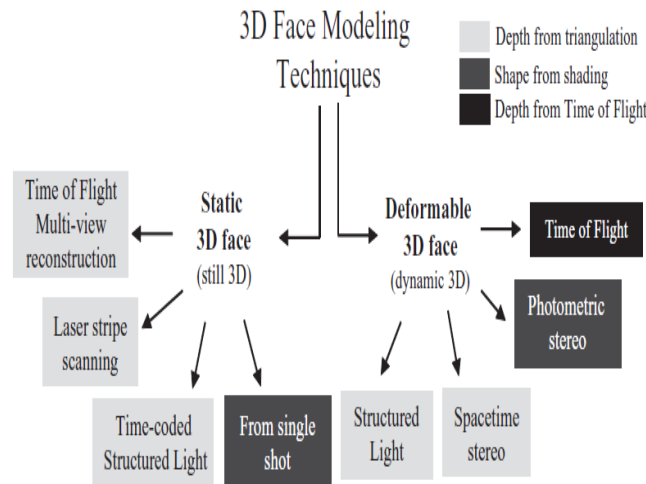 3D Face Modeling
Techniques
Depth from triangulation
Shape from shading
Depth from Time of Flight
Time of Flight
Multi-view
reconstruction
Static
3D face
(still 3D)
Deformable
3D face
(dynamic 3D)
Time of Flight
Laser stripe
scanning
Photometric
stereo
Time-coded
Structured Light
From single
shot
Structured
Light
Spacetime
stereo